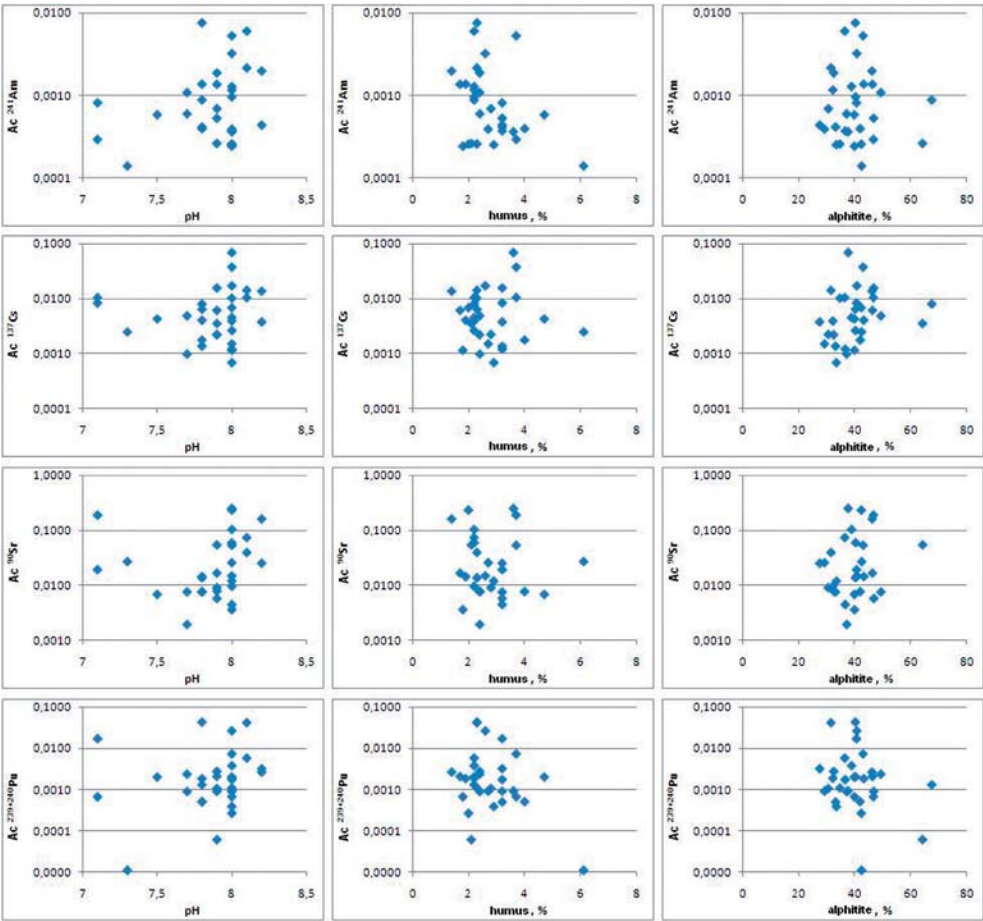 0,0100
0,0010
0,0001
Ac ²⁴¹Am
7 7,5 8 8,5
pH
0,0100
0,0010
0,0001
Ac ²⁴¹Am
0 2 4 6 8
humus , %
0,0100
0,0010
0,0001
Ac ²⁴¹Am
0 20 40 60 80
alphitite , %
0,1000
0,0100
0,0010
0,0001
Ac ¹³⁷Cs
7 7,5 8 8,5
pH
0,1000
0,0100
0,0010
0,0001
Ac ¹³⁷Cs
0 2 4 6 8
humus , %
0,1000
0,0100
0,0010
0,0001
Ac ¹³⁷Cs
0 20 40 60 80
alphitite , %
1,0000
0,1000
0,0100
0,0010
Ac ⁹⁰Sr
7 7,5 8 8,5
pH
1,0000
0,1000
0,0100
0,0010
Ac ⁹⁰Sr
0 2 4 6 8
humus , %
1,0000
0,1000
0,0100
0,0010
Ac ⁹⁰Sr
0 20 40 60 80
alphitite , %
0,1000
0,0100
0,0010
0,0001
0,0000
Ac ²³⁹⁺²⁴⁰Pu
7 7,5 8 8,5
pH
0,1000
0,0100
0,0010
0,0001
0,0000
Ac ²³⁹⁺²⁴⁰Pu
0 2 4 6 8
humus , %
0,1000
0,0100
0,0010
0,0001
0,0000
Ac ²³⁹⁺²⁴⁰Pu
0 20 40 60 80
alphitite , %